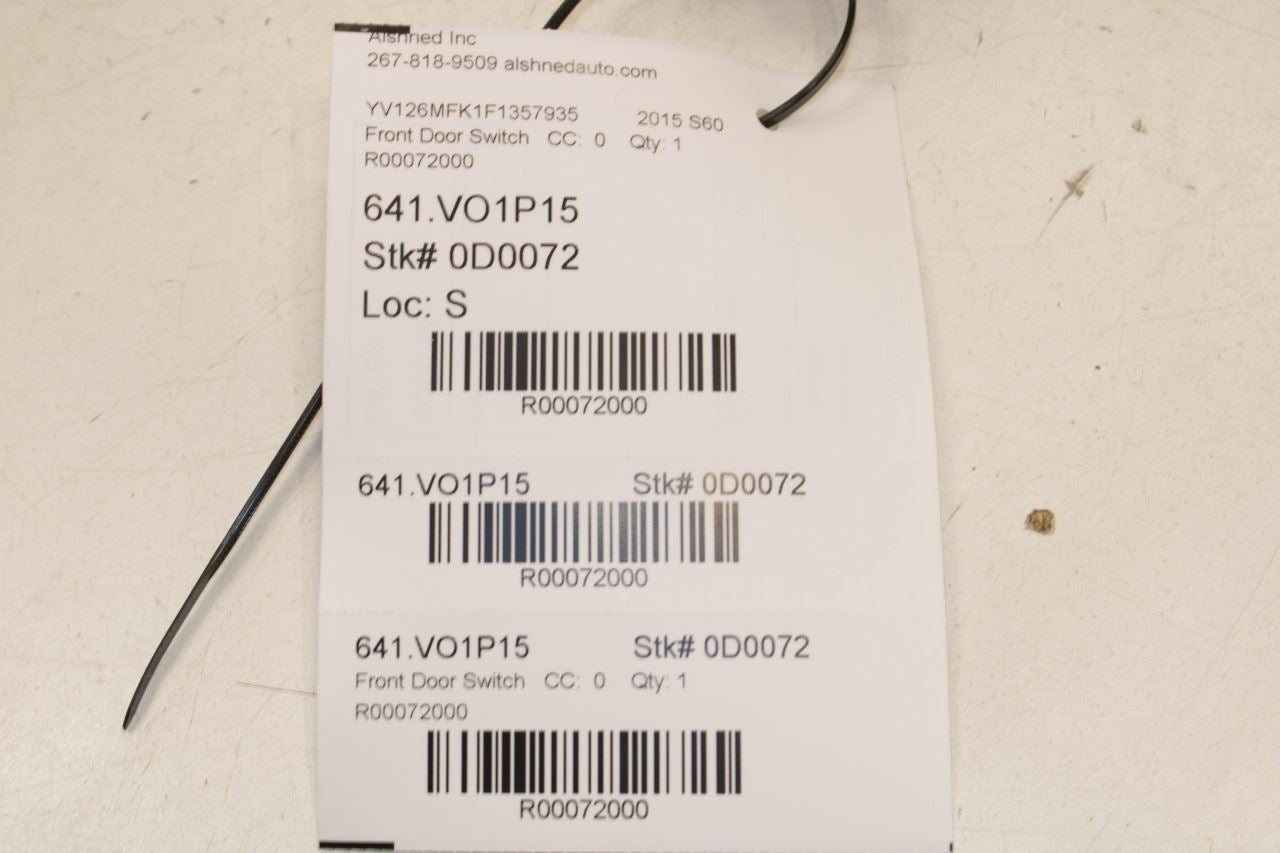 Alshned Inc
267-818-9509 alshnedauto.com
YV126MFK1F1357935 2015 S60
Front Door Switch CC: 0 Qty: 1
R00072000
641.VO1P15
Stk# 0D0072
Loc: S
R00072000
641.VO1P15 Stk# 0D0072
R00072000
641.VO1P15 Stk# 0D0072
Front Door Switch CC: 0 Qty: 1
R00072000
R00072000